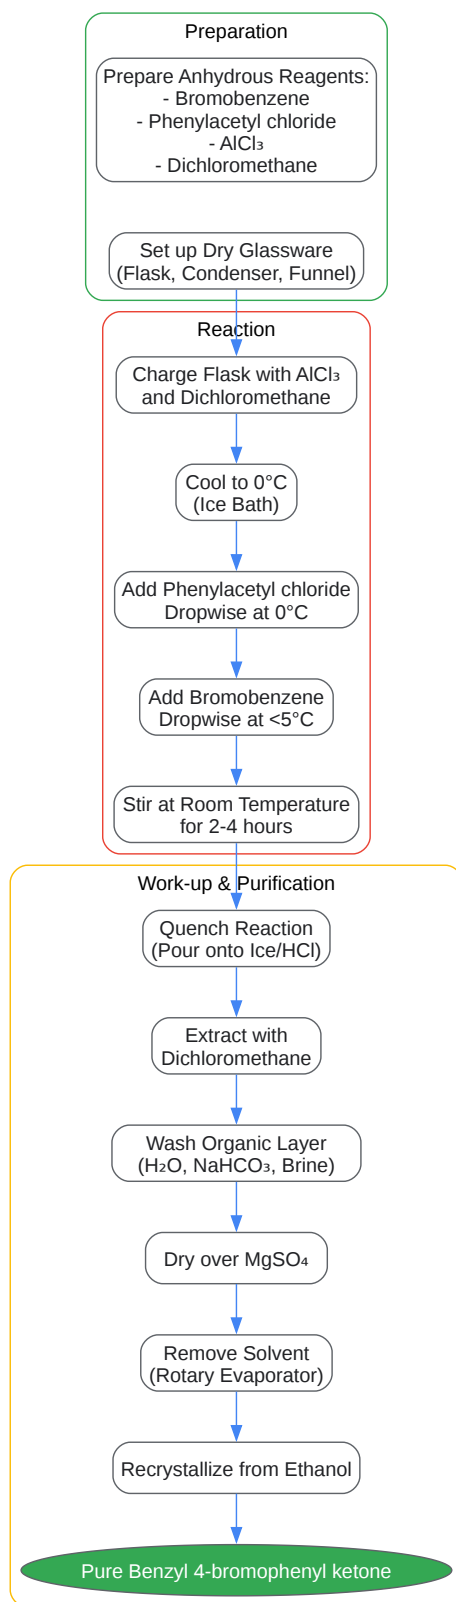 Preparation
Prepare Anhydrous Reagents:
- Bromobenzene
- Phenylacetyl chloride
- AlCl₃
- Dichloromethane
Set up Dry Glassware
(Flask, Condenser, Funnel)
Reaction
Charge Flask with AlCl₃
and Dichloromethane
Cool to 0°C
(Ice Bath)
Add Phenylacetyl chloride
Dropwise at 0°C
Add Bromobenzene
Dropwise at <5°C
Stir at Room Temperature
for 2-4 hours
Work-up & Purification
Quench Reaction
(Pour onto Ice/HCl)
Extract with
Dichloromethane
Wash Organic Layer
(H₂O, NaHCO₃, Brine)
Dry over MgSO₄
Remove Solvent
(Rotary Evaporator)
Recrystallize from Ethanol
Pure Benzyl 4-bromophenyl ketone